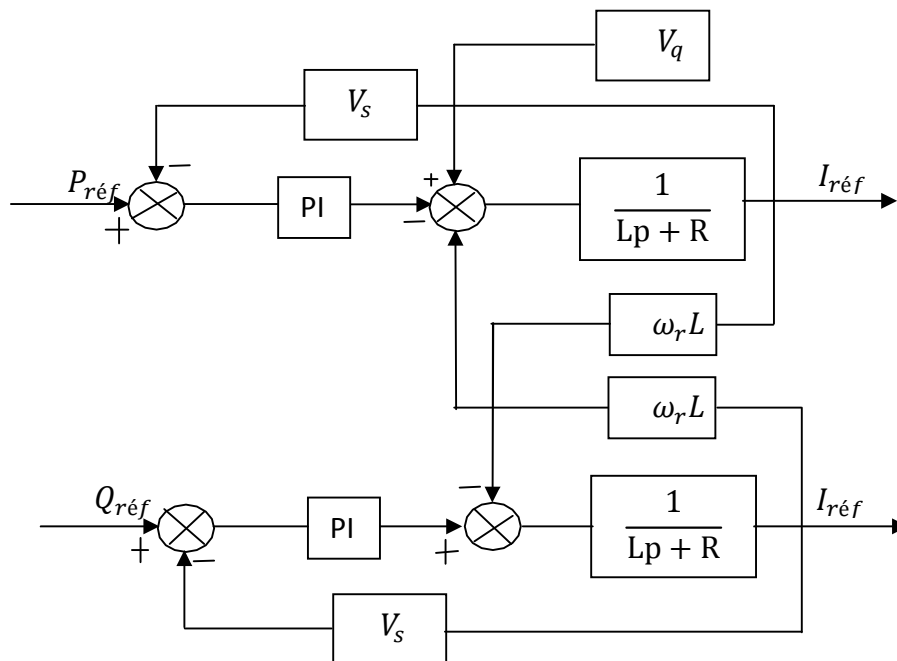 V_q
V_s
−
P_réf
+
PI
+
−
1
Lp + R
I_réf
ω_r L
ω_r L
−
Q_réf
+
−
PI
+
1
Lp + R
I_réf
V_s